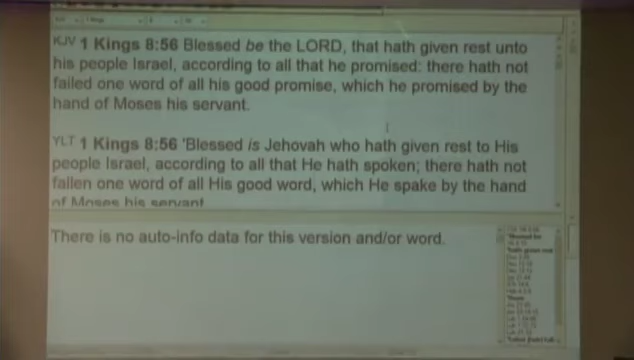 KJV 1 Kings 8:56 Blessed be the LORD, that hath given rest unto
his people Israel, according to all that he promised: there hath not
failed one word of all his good promise, which he promised by the
hand of Moses his servant.
YLT 1 Kings 8:56 'Blessed is Jehovah who hath given rest to His
people Israel, according to all that He hath spoken; there hath not
fallen one word of all His good word, which He spake by the hand
of Moses his servant
There is no auto-info data for this version and/or word.